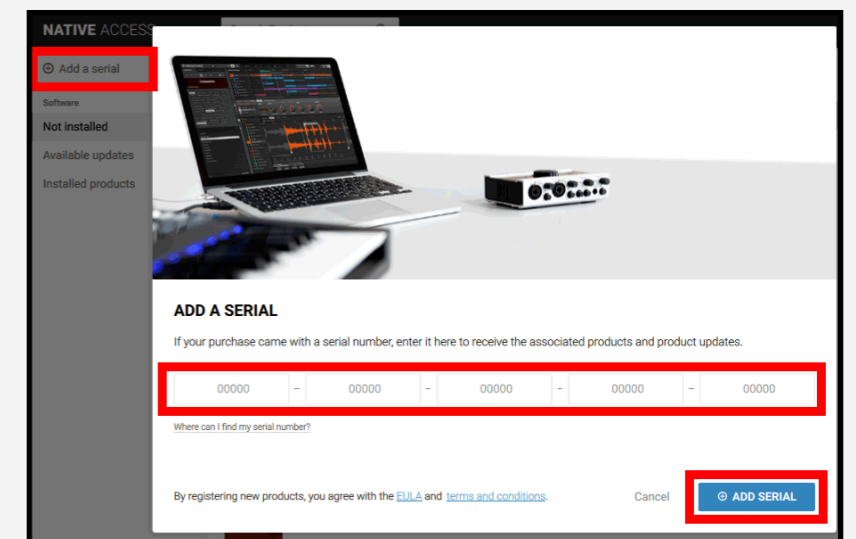 NATIVE ACCESS
Add a serial
Software
Not installed
Available updates
Installed products
ADD A SERIAL
If your purchase came with a serial number, enter it here to receive the associated products and product updates.
00000 – 00000 – 00000 – 00000 – 00000
Where can I find my serial number?
By registering new products, you agree with the EULA and terms and conditions. Cancel ADD SERIAL